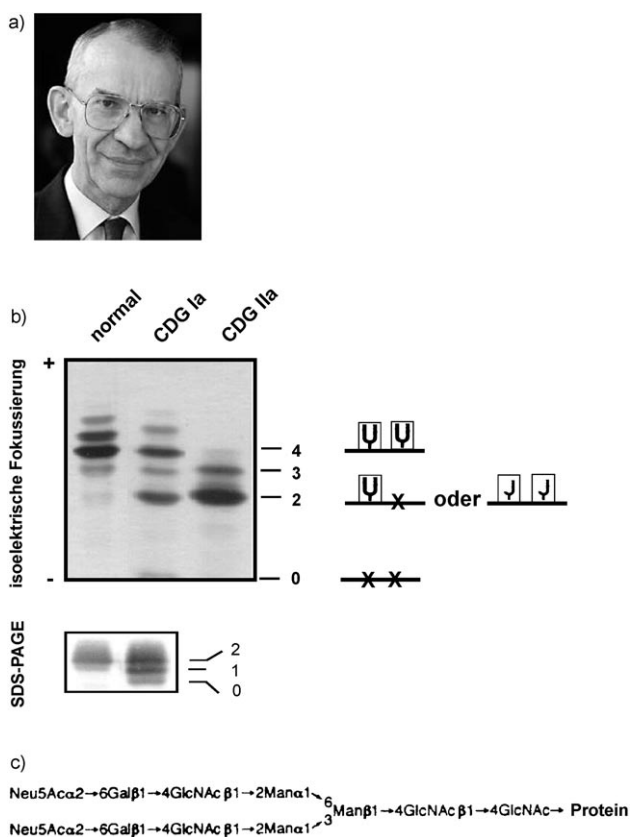 a)
b)
normal
CDG Ia
CDG IIa
isoelektrische Fokussierung
+
-
4
3
2
0
X
oder
X X
SDS-PAGE
2
1
0
c)
Neu5Acα2→6Galβ1→4GlcNAcβ1→2Manα1
6
Manβ1→4GlcNAcβ1→4GlcNAc→Protein
3
Neu5Acα2→6Galβ1→4GlcNAcβ1→2Manα1